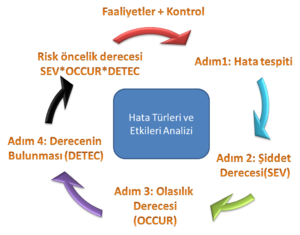 Faaliyetler + Kontrol
Risk öncelik derecesi
SEV*OCCUR*DETEC
Adım1: Hata tespiti
Hata Türleri ve
Etkileri Analizi
Adım 4: Derecenin
Bulunması (DETEC)
Adım 2: Şiddet
Derecesi(SEV)
Adım 3: Olasılık
Derecesi
(OCCUR)